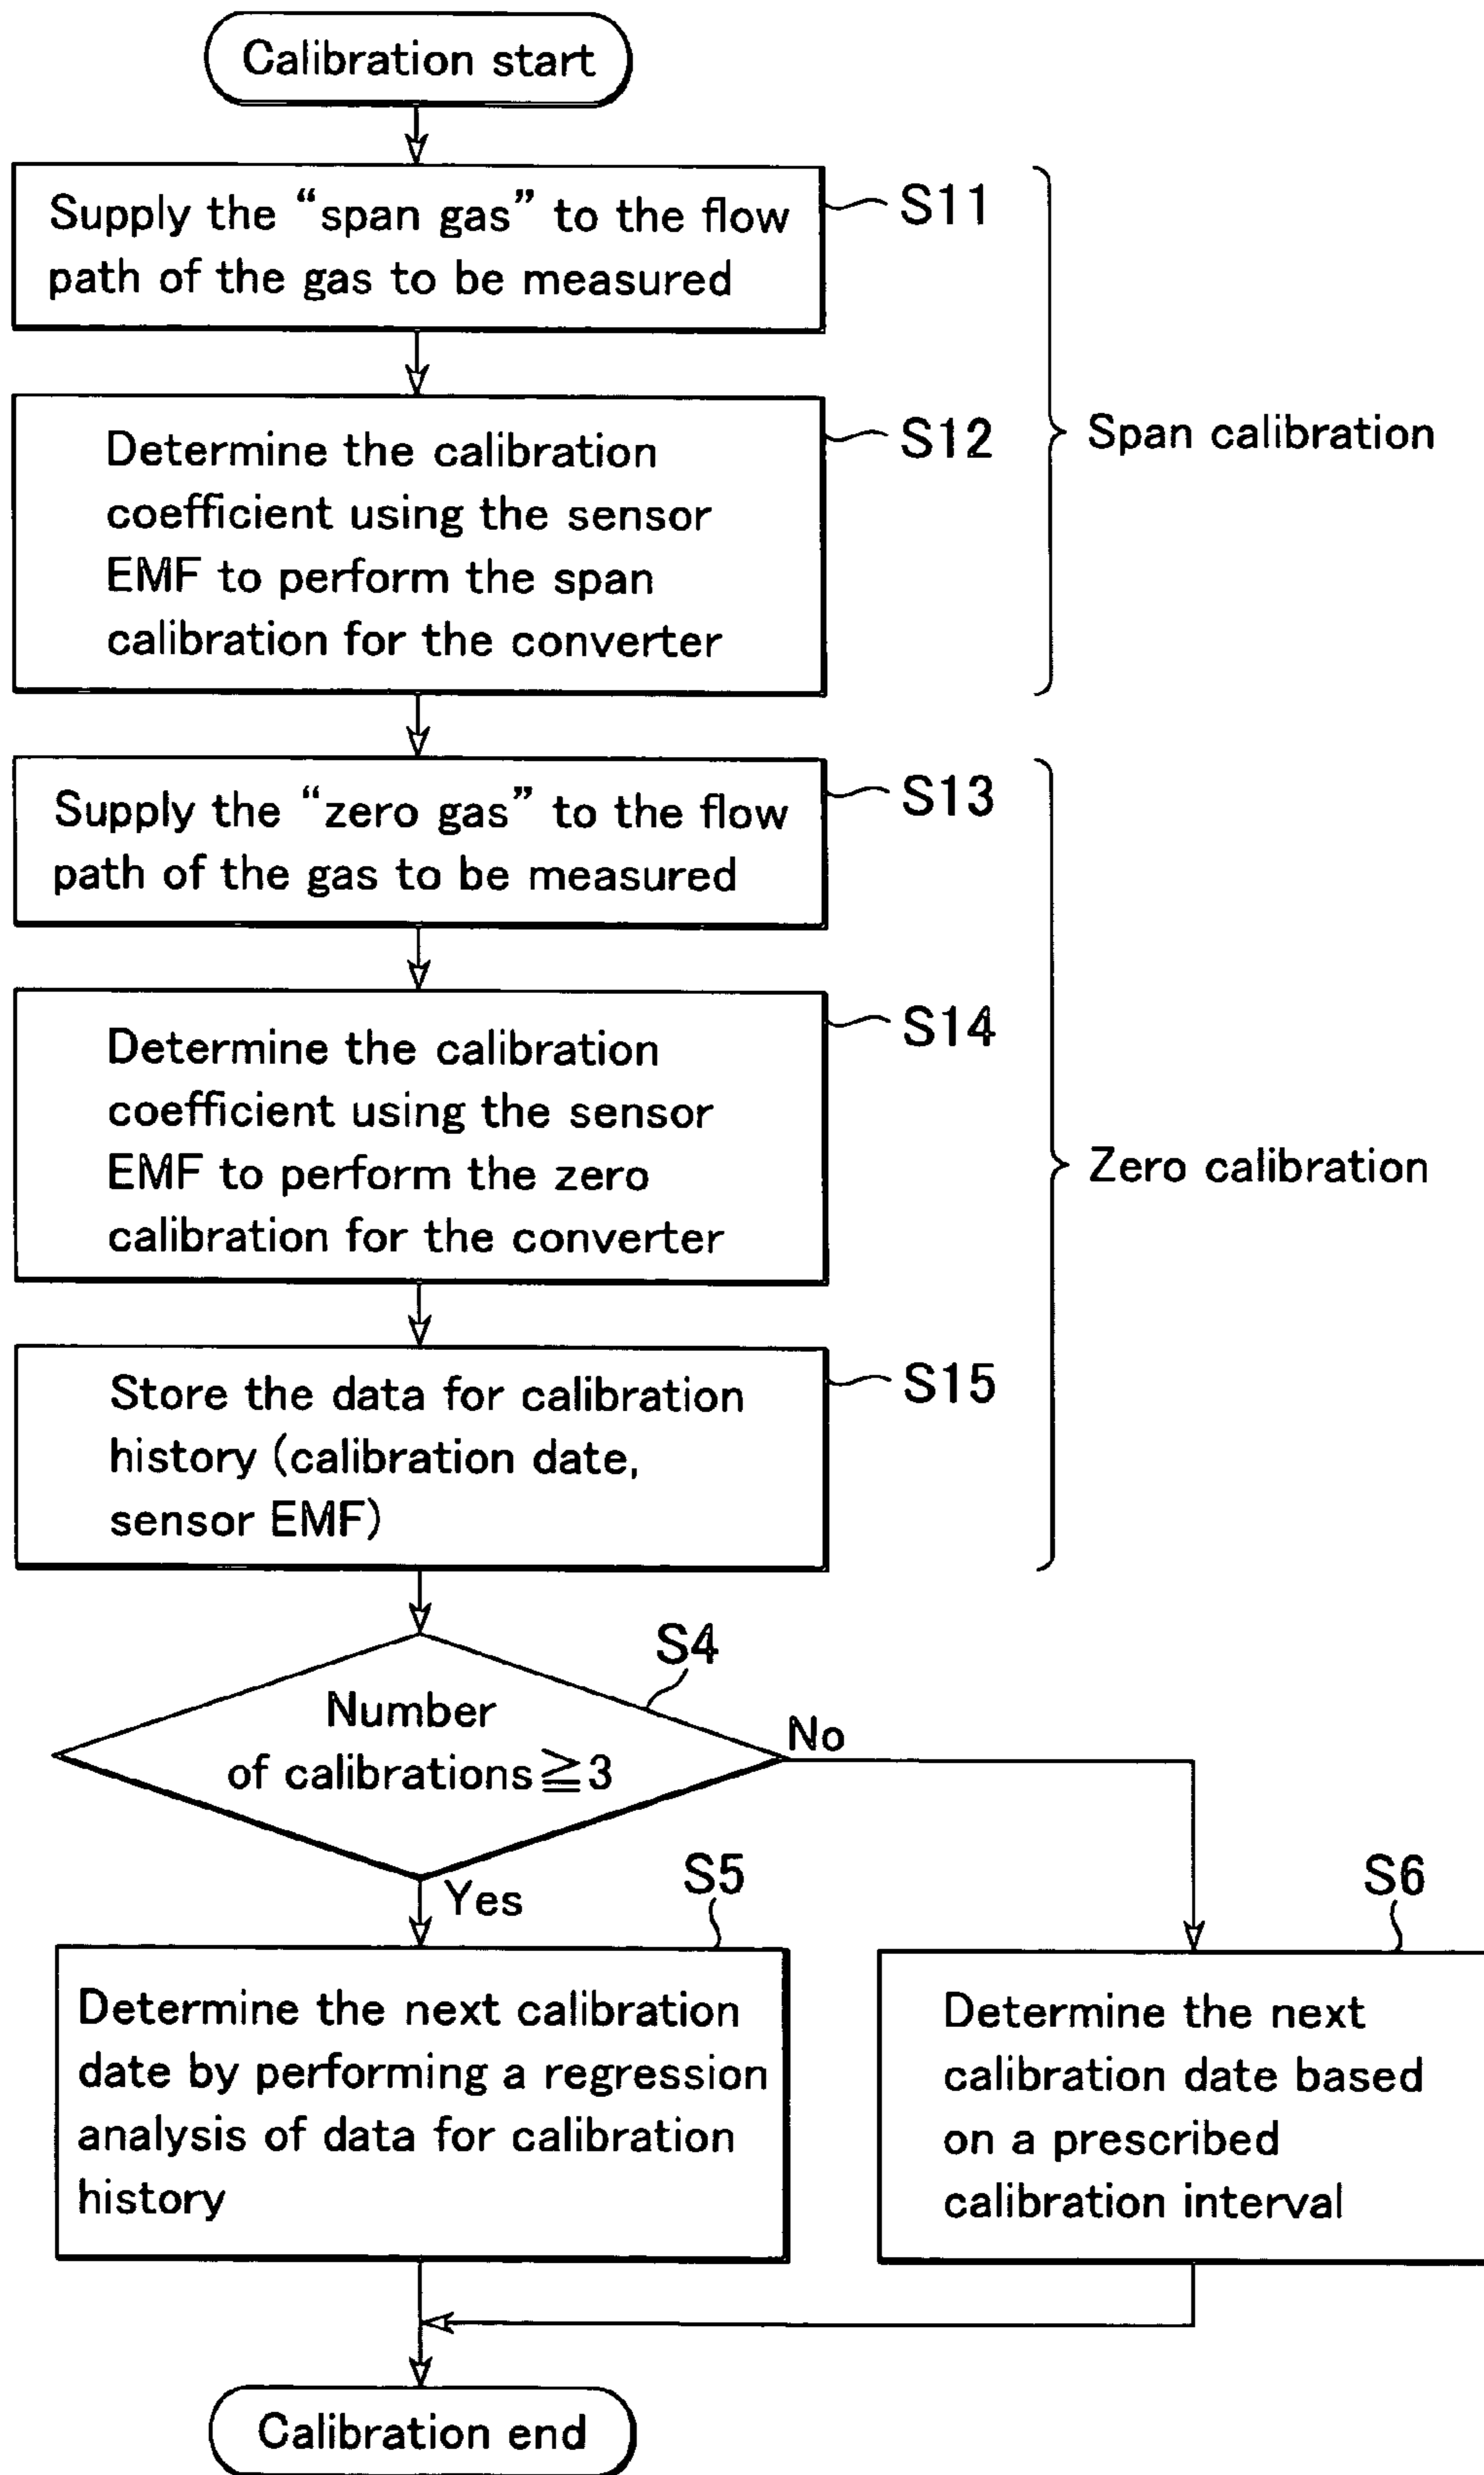 Calibration start
Supply the “span gas” to the flow
path of the gas to be measured
S11
Determine the calibration
coefficient using the sensor
EMF to perform the span
calibration for the converter
S12
Span calibration
Supply the “zero gas” to the flow
path of the gas to be measured
S13
Determine the calibration
coefficient using the sensor
EMF to perform the zero
calibration for the converter
S14
Zero calibration
Store the data for calibration
history (calibration date,
sensor EMF)
S15
S4
Number
of calibrations≧3
No
Yes
S5
Determine the next calibration
date by performing a regression
analysis of data for calibration
history
S6
Determine the next
calibration date based
on a prescribed
calibration interval
Calibration end